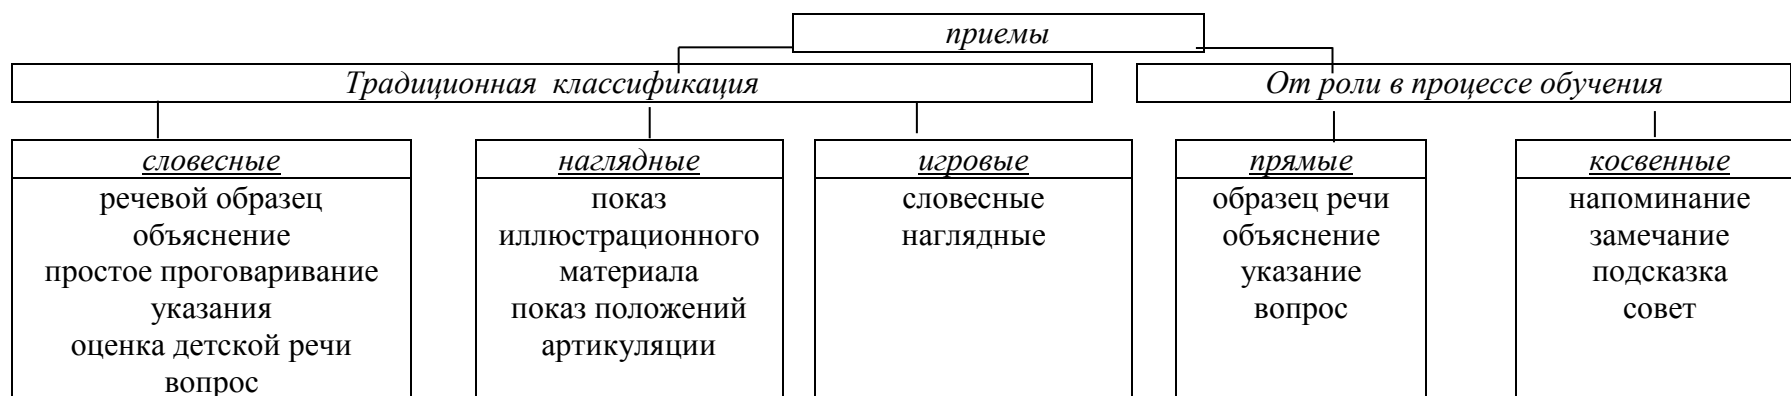 приемы
Традиционная классификация
От роли в процессе обучения
словесные
речевой образец
объяснение
простое проговаривание
указания
оценка детской речи
вопрос
наглядные
показ
иллюстрационного
материала
показ положений
артикуляции
игровые
словесные
наглядные
прямые
образец речи
объяснение
указание
вопрос
косвенные
напоминание
замечание
подсказка
совет